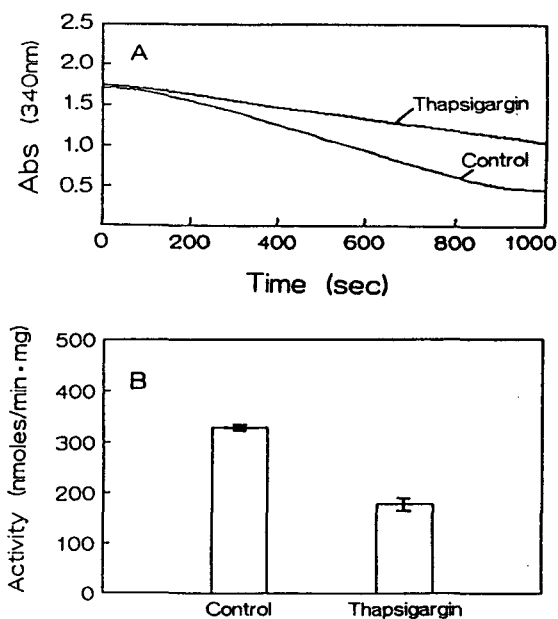 A
Abs (340nm)
2.5
2.0
1.5
1.0
0.5
Thapsigargin
Control
0
200
400
600
800
1000
Time (sec)
B
Activity (nmoles/min•mg)
500
400
300
200
100
0
Control
Thapsigargin